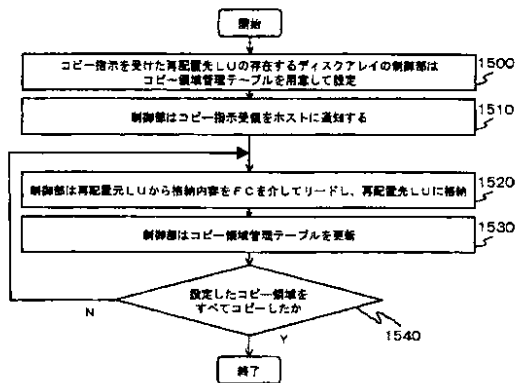 開始
コピー指示を受けた再配置先LUの存在するディスクアレイの制御部は
コピー領域管理テーブルを用意して設定
1500
制御部はコピー指示受領をホストに通知する
1510
制御部は再配置元LUから格納内容をFCを介してリードし、再配置先LUに格納
1520
制御部はコピー領域管理テーブルを更新
1530
設定したコピー領域を
すべてコピーしたか
N
Y
1540
終了